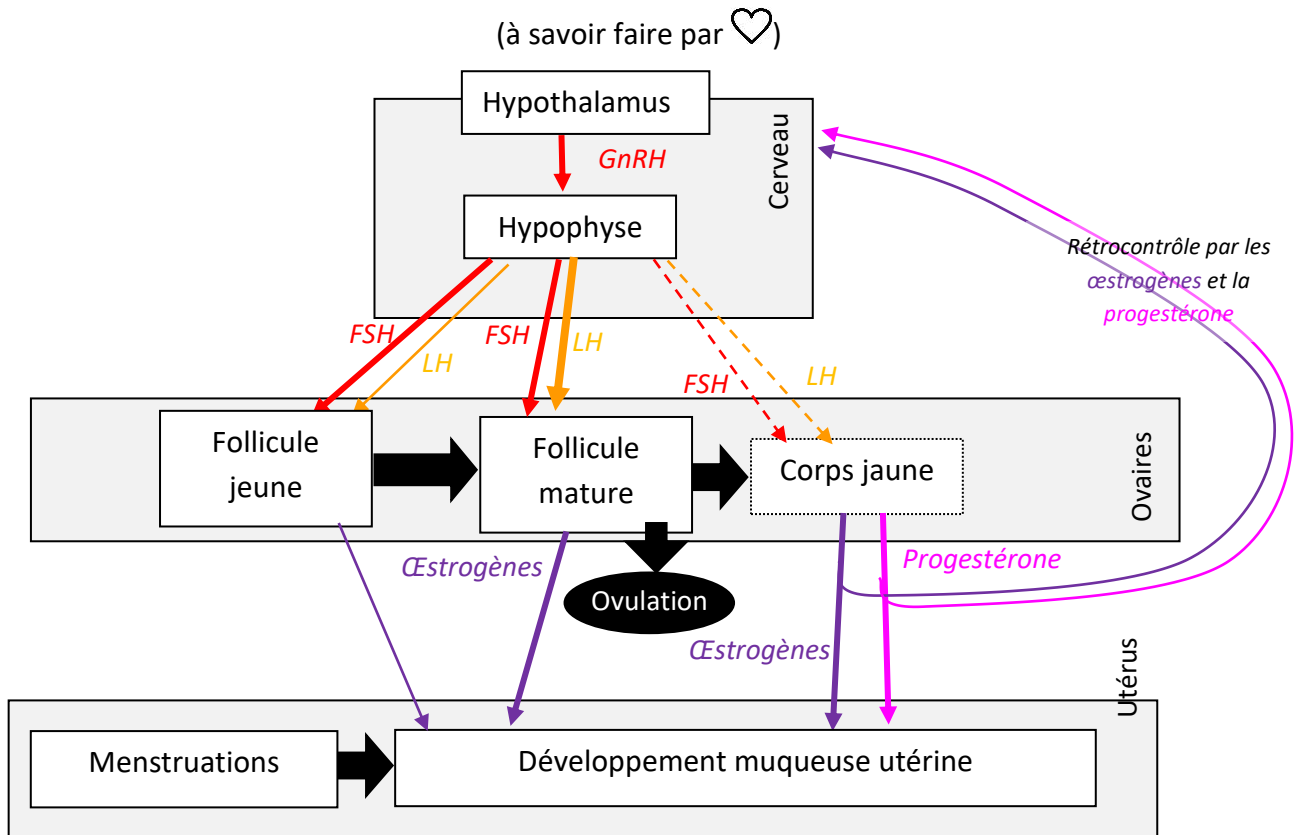 (à savoir faire par )
Hypothalamus
Cerveau
GnRH
Hypophyse
Rétrocontrôle par les
œstrogènes et la
progestérone
FSH
LH
FSH
LH
FSH
LH
Follicule
jeune
Follicule
mature
Corps jaune
Ovaires
Œstrogènes
Ovulation
Progestérone
Œstrogènes
Utérus
Menstruations
Développement muqueuse utérine